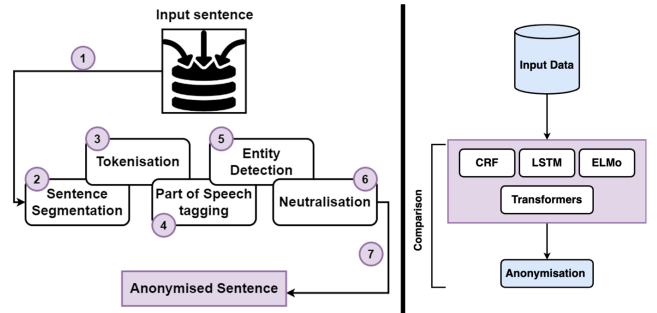 Input sentence
1
2
Sentence
Segmentation
3
Tokenisation
4
Part of Speech
tagging
5
Entity
Detection
6
Neutralisation
7
Anonymised Sentence
Input Data
Comparison
CRF
LSTM
ELMo
Transformers
Anonymisation